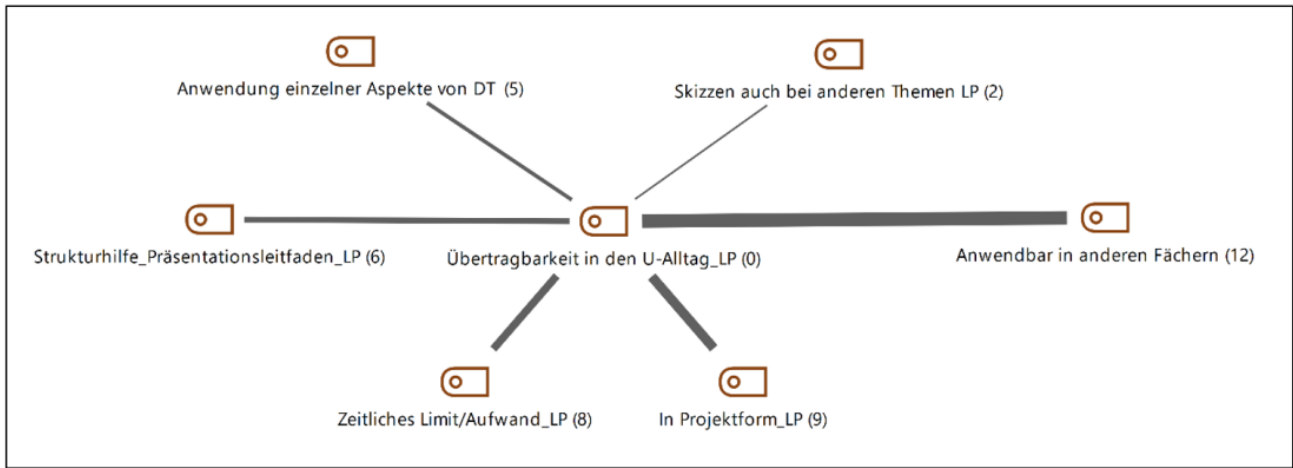 Anwendung einzelner Aspekte von DT (5)
Skizzen auch bei anderen Themen LP (2)
Strukturhilfe_Präsentationsleitfaden_LP (6)
Übertragbarkeit in den U-Alltag_LP (0)
Anwendbar in anderen Fächern (12)
Zeitliches Limit/Aufwand_LP (8)
In Projektform_LP (9)